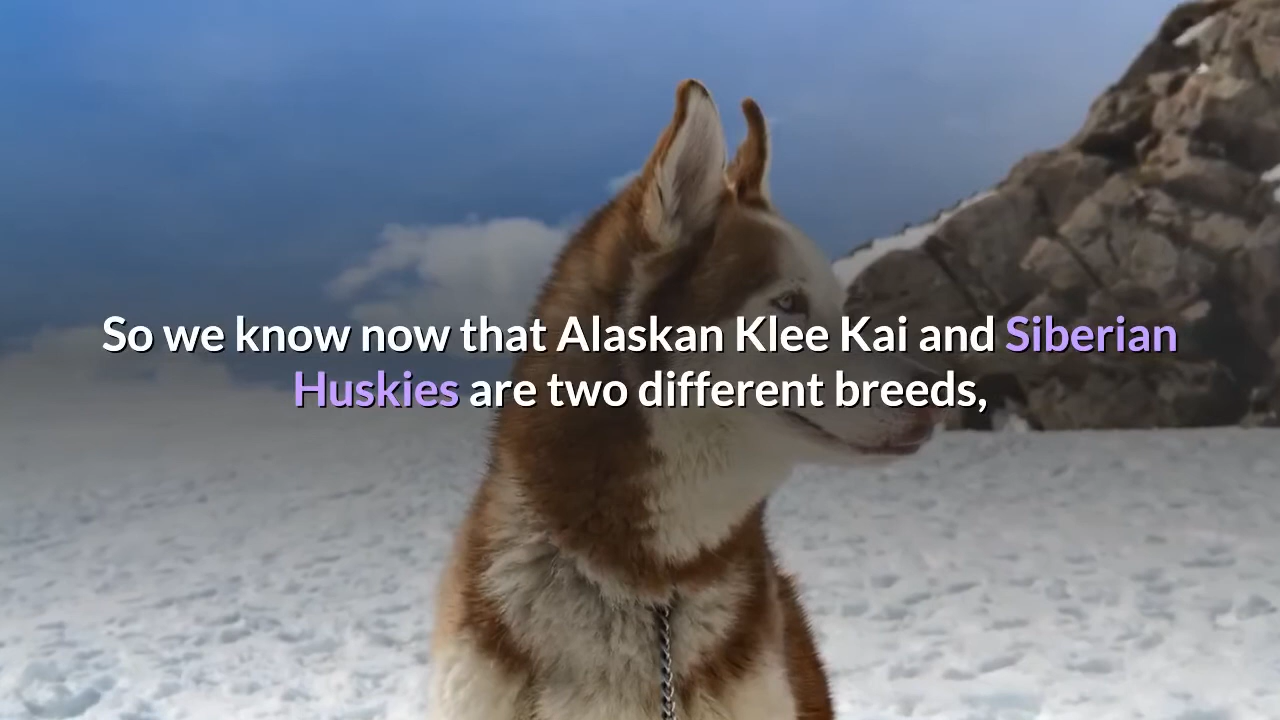 So we know now that Alaskan Klee Kai and Siberian
Huskies are two different breeds,